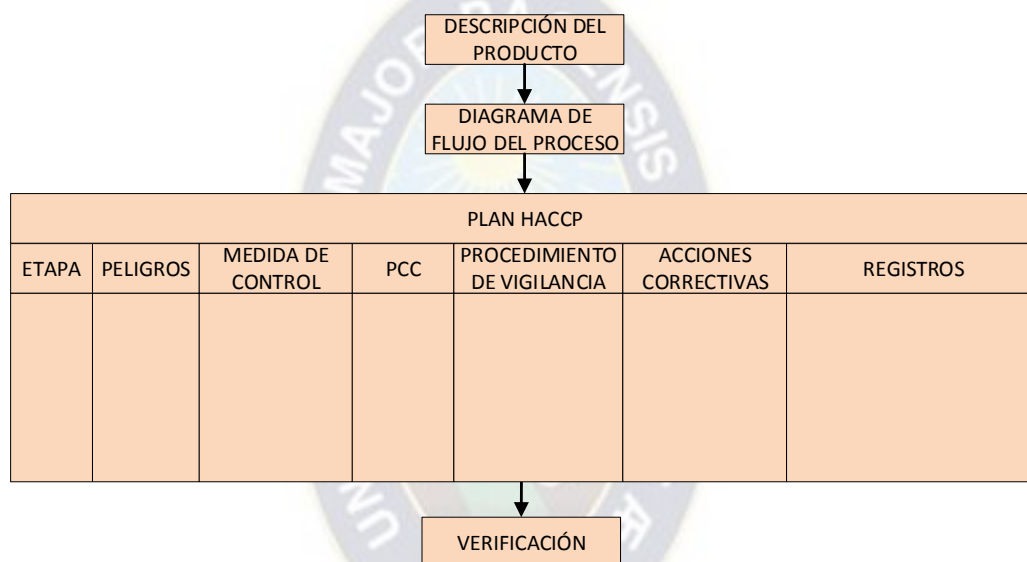 DESCRIPCIÓN DEL
PRODUCTO
DIAGRAMA DE
FLUJO DEL PROCESO
PLAN HACCP
ETAPA
PELIGROS
MEDIDA DE
CONTROL
PCC
PROCEDIMIENTO
DE VIGILANCIA
ACCIONES
CORRECTIVAS
REGISTROS
VERIFICACIÓN